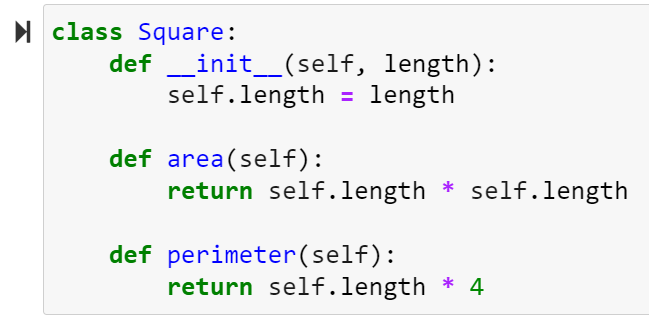 class Square:
    def __init__(self, length):
        self.length = length

    def area(self):
        return self.length * self.length

    def perimeter(self):
        return self.length * 4